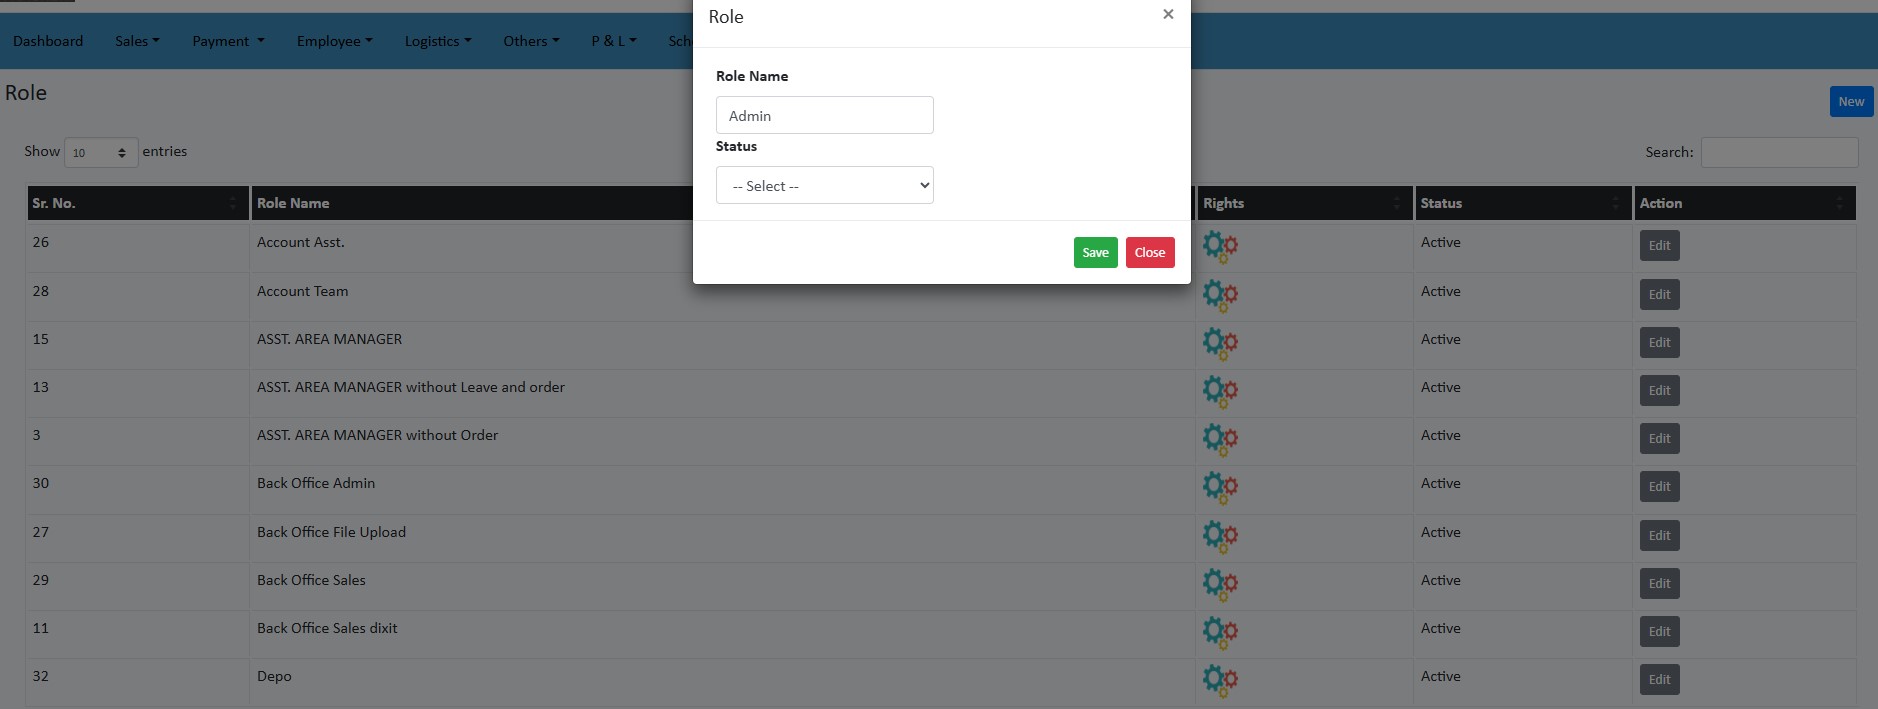 Role ×
Dashboard Sales Payment Employee Logistics Others P & L
Role Name
Role
New
Admin
Show 10 entries
Status
Search:
-- Select --
Sr. No. Role Name Rights Status Action
Save Close
26 Account Asst. Active Edit
28 Account Team Active Edit
15 ASST. AREA MANAGER Active Edit
13 ASST. AREA MANAGER without Leave and order Active Edit
3 ASST. AREA MANAGER without Order Active Edit
30 Back Office Admin Active Edit
27 Back Office File Upload Active Edit
29 Back Office Sales Active Edit
11 Back Office Sales dixit Active Edit
32 Depo Active Edit